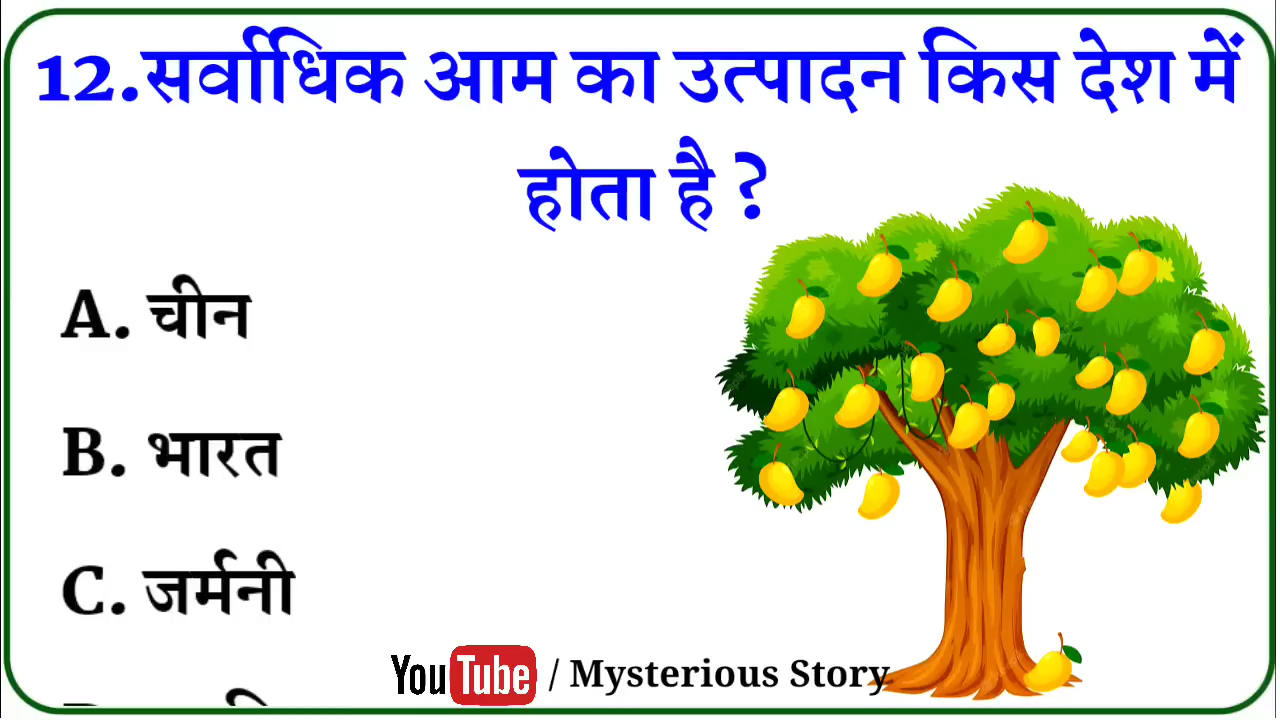 12.सर्वाधिक आम का उत्पादन किस देश में
होता है ?
A. चीन
B. भारत
C. जर्मनी
YouTube / Mysterious Story